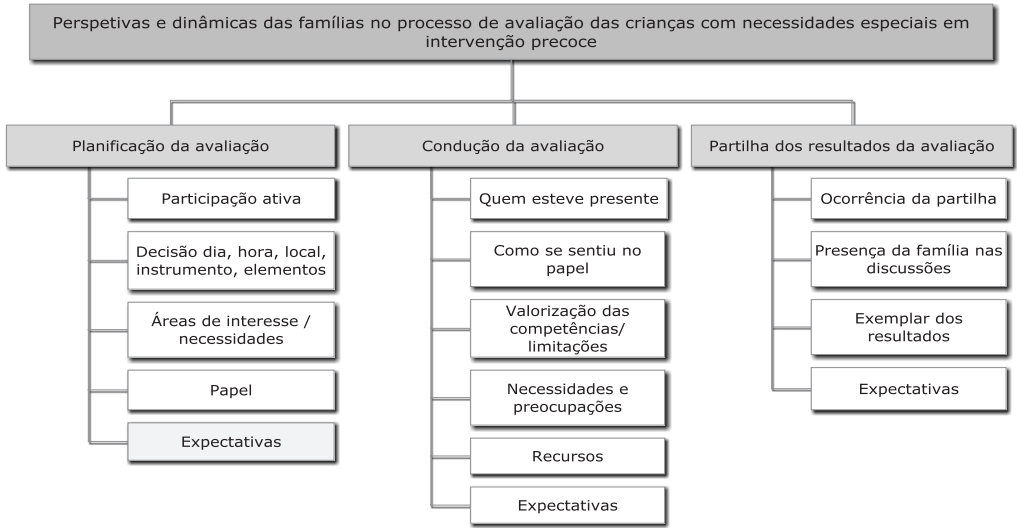 Perspetivas e dinâmicas das famílias no processo de avaliação das crianças com necessidades especiais em
intervenção precoce
Planificação da avaliação
Participação ativa
Decisão dia, hora, local,
instrumento, elementos
Áreas de interesse /
necessidades
Papel
Expectativas
Condução da avaliação
Quem esteve presente
Como se sentiu no
papel
Valorização das
competências/
limitações
Necessidades e
preocupações
Recursos
Expectativas
Partilha dos resultados da avaliação
Ocorrência da partilha
Presença da família nas
discussões
Exemplar dos
resultados
Expectativas